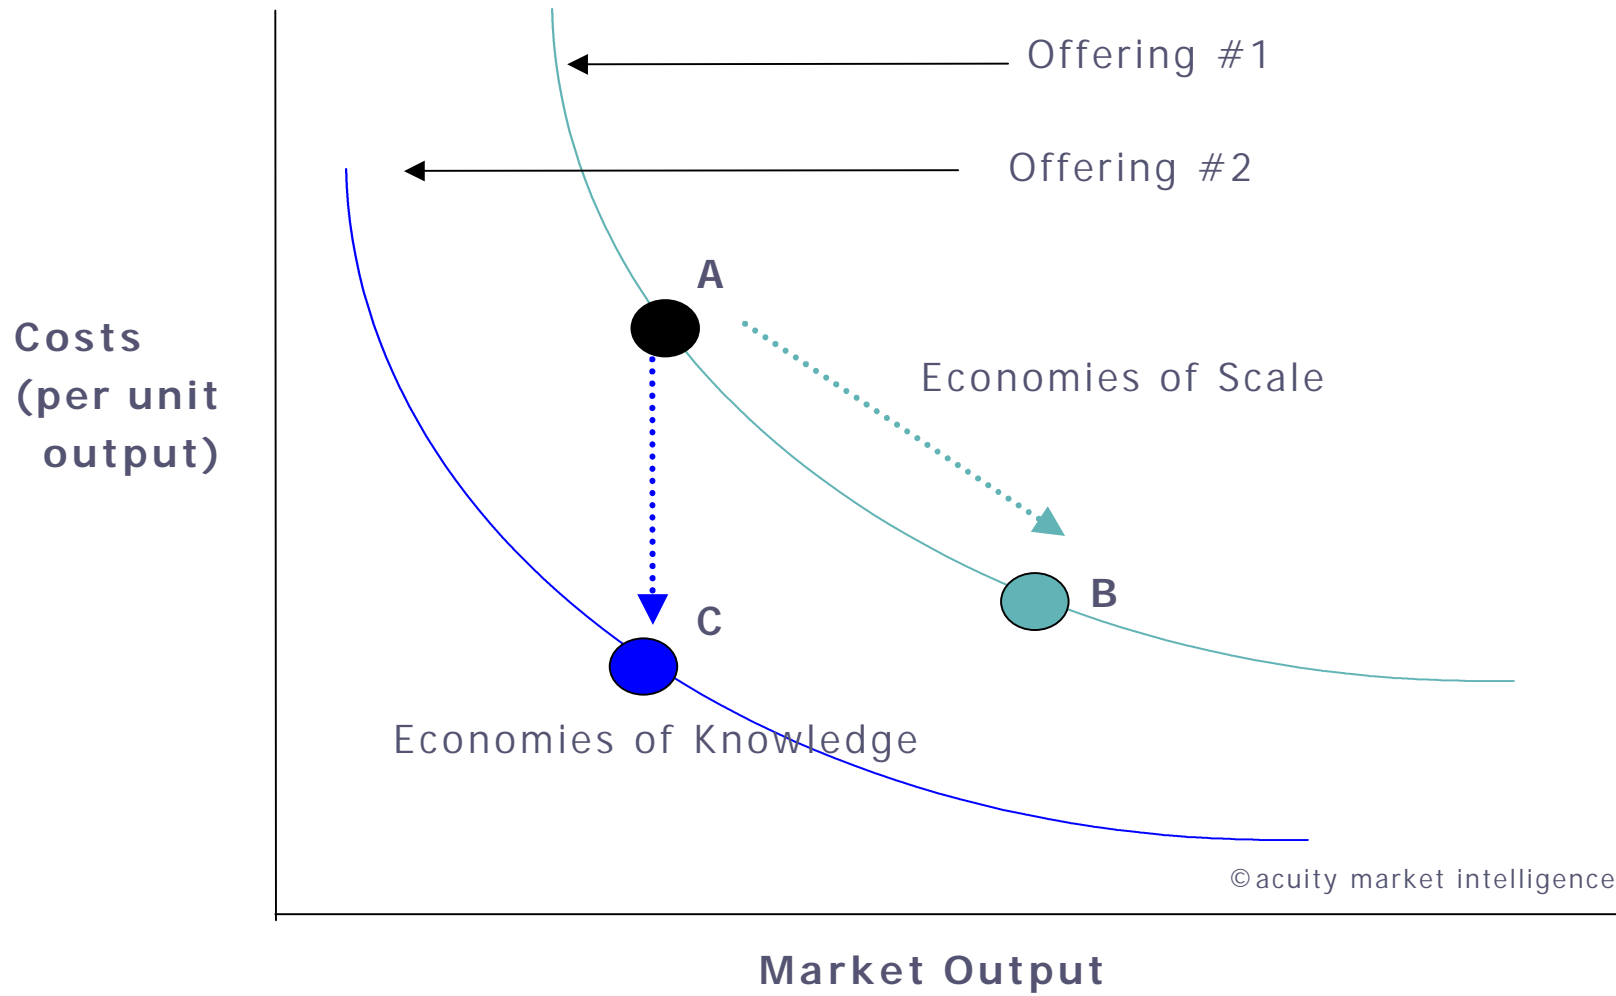 Offering #1
Offering #2
A
Costs
(per unit
output)
Economies of Scale
B
C
Economies of Knowledge
©acuity market intelligence
Market Output